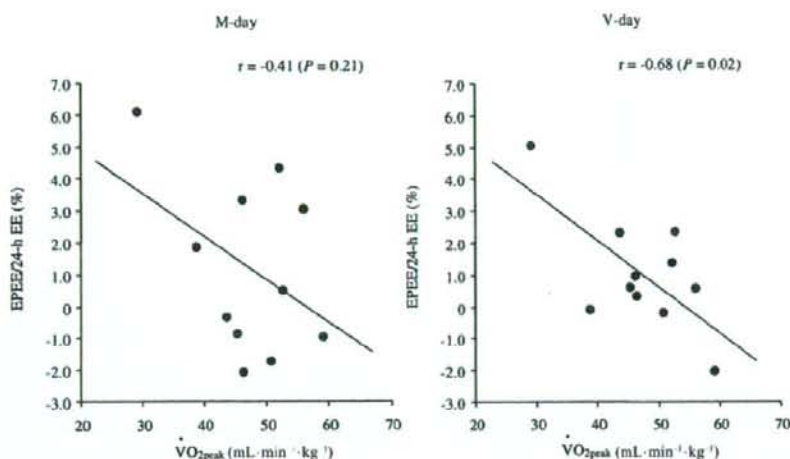 M-day
r = -0.41 (P = 0.21)
7.0
6.0
5.0
4.0
3.0
2.0
1.0
0
-1.0
-2.0
-3.0
20 30 40 50 60 70
EPEE/24-h EE (%)
V̇O2peak (mL·min⁻¹·kg⁻¹)
V-day
r = -0.68 (P = 0.02)
7.0
6.0
5.0
4.0
3.0
2.0
1.0
0
-1.0
-2.0
-3.0
20 30 40 50 60 70
EPEE/24-h EE (%)
V̇O2peak (mL·min⁻¹·kg⁻¹)